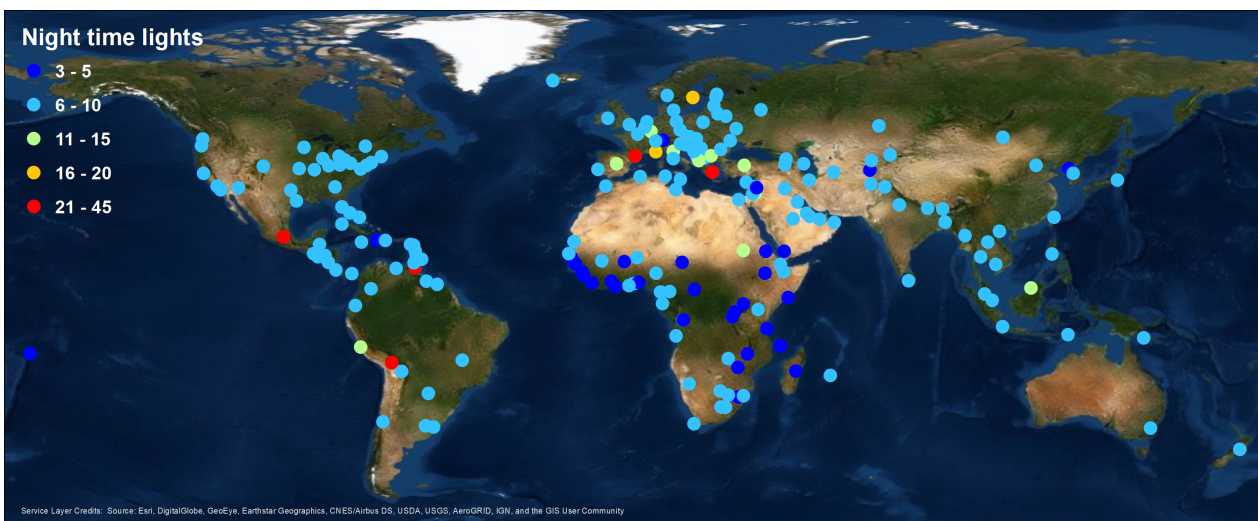 Night time lights
3 - 5
6 - 10
11 - 15
16 - 20
21 - 45
Service Layer Credits: Source: Esri, DigitalGlobe, GeoEye, Earthstar Geographics, CNES/Airbus DS, USDA, USGS, AeroGRID, IGN, and the GIS User Community